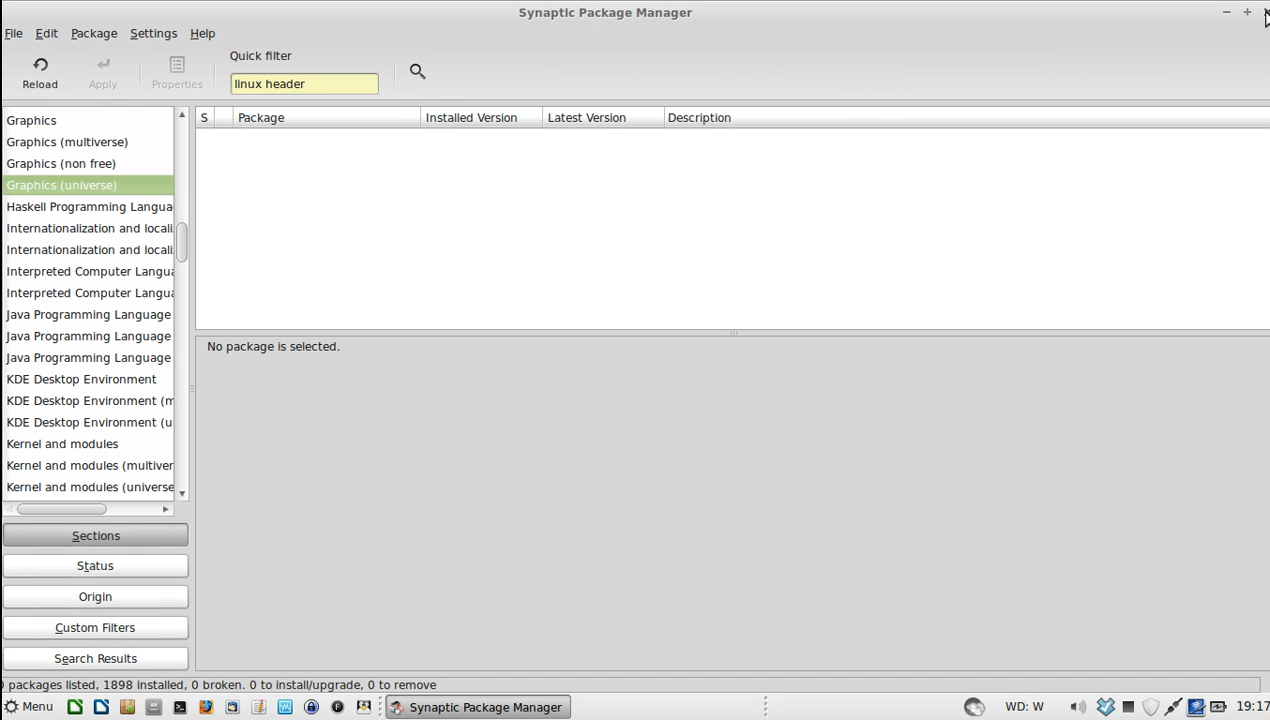 Synaptic Package Manager
File Edit Package Settings Help
Quick filter
Reload Apply Properties
linux header
S Package Installed Version Latest Version Description
Graphics
Graphics (multiverse)
Graphics (non free)
Graphics (universe)
Haskell Programming Langua
Internationalization and locali
Internationalization and locali
Interpreted Computer Langua
Interpreted Computer Langua
Java Programming Language
Java Programming Language
Java Programming Language
KDE Desktop Environment
KDE Desktop Environment (m
KDE Desktop Environment (u
Kernel and modules
Kernel and modules (multiver
Kernel and modules (universe
No package is selected.
Sections
Status
Origin
Custom Filters
Search Results
0 packages listed, 1898 installed, 0 broken. 0 to install/upgrade, 0 to remove
Menu Synaptic Package Manager WD: W 19:17